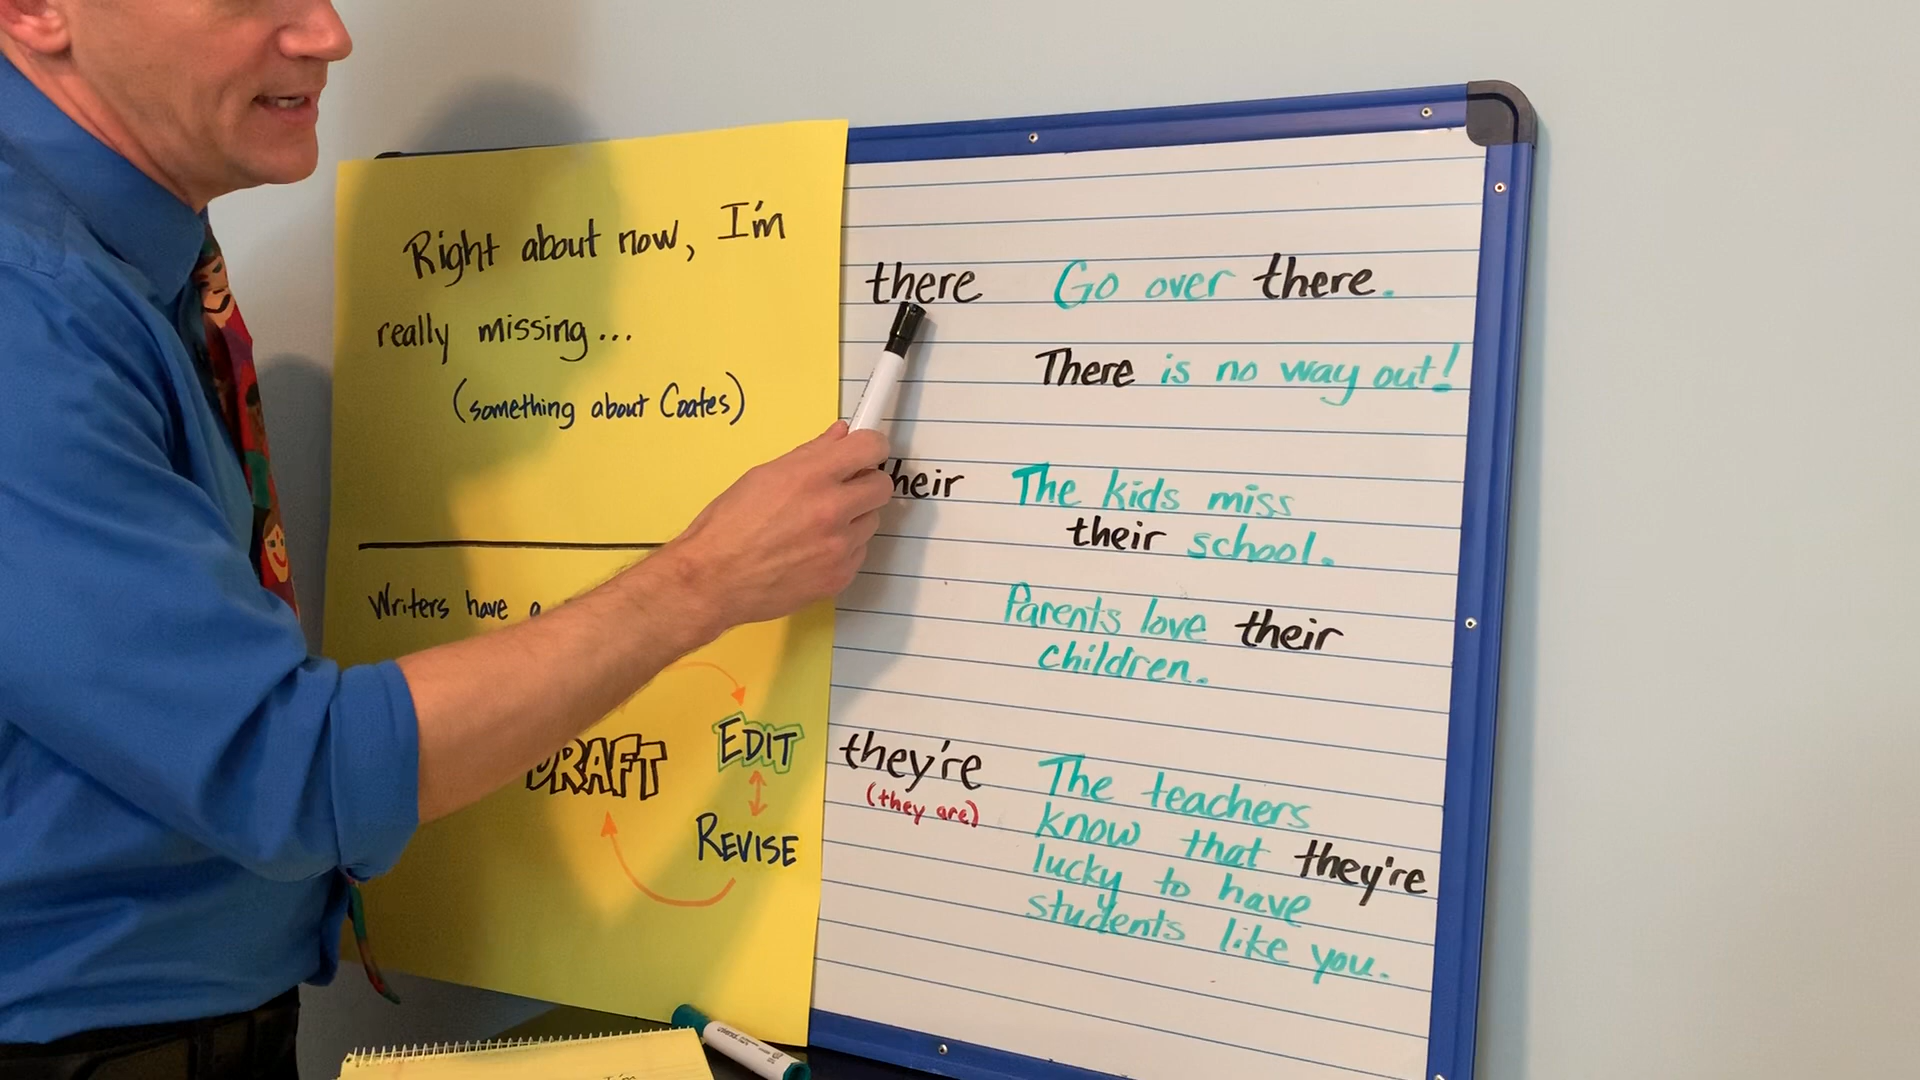 Right about now, I'm
really missing...
(something about Coates)
Writers have a
DRAFT
EDIT
REVISE
there Go over there.
There is no way out!
their The kids miss
their school.
Parents love their
children.
they're The teachers
(they are) know that they're
lucky to have
students like you.
I'm